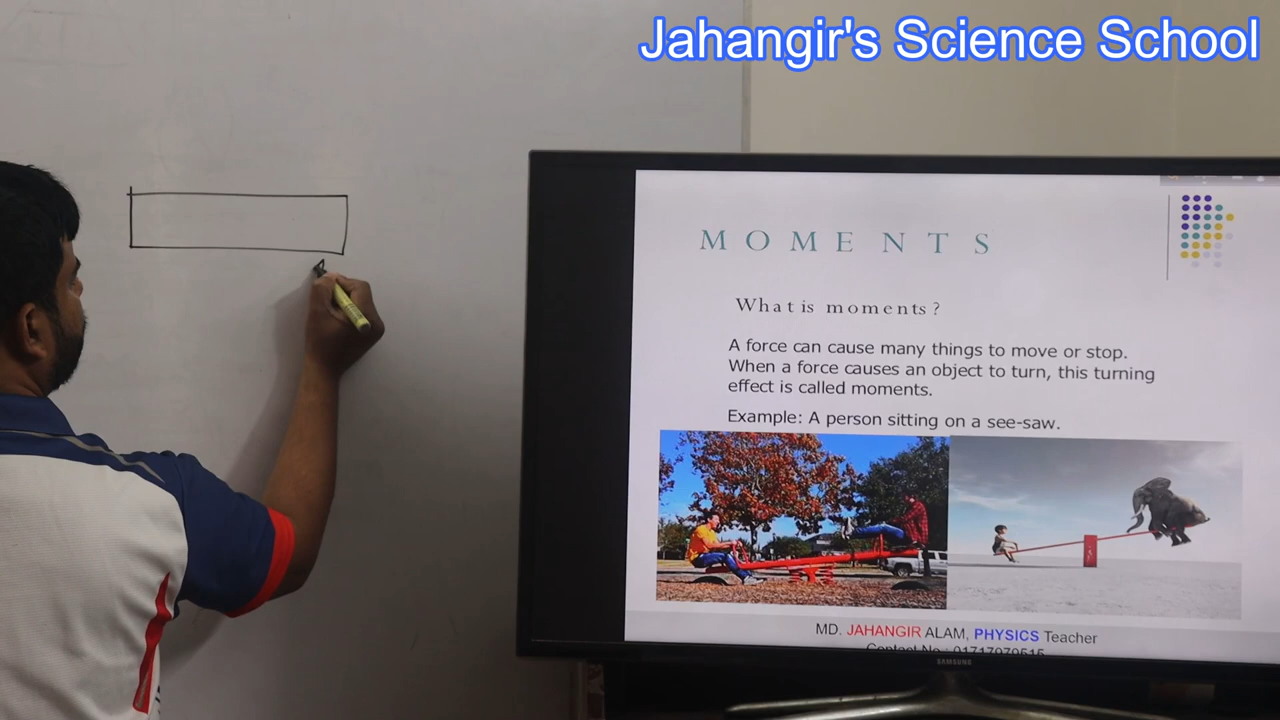 Jahangir's Science School
MOMENTS
What is moments?
A force can cause many things to move or stop.
When a force causes an object to turn, this turning
effect is called moments.
Example: A person sitting on a see-saw.
MD. JAHANGIR ALAM, PHYSICS Teacher
Contact No :
SAMSUNG